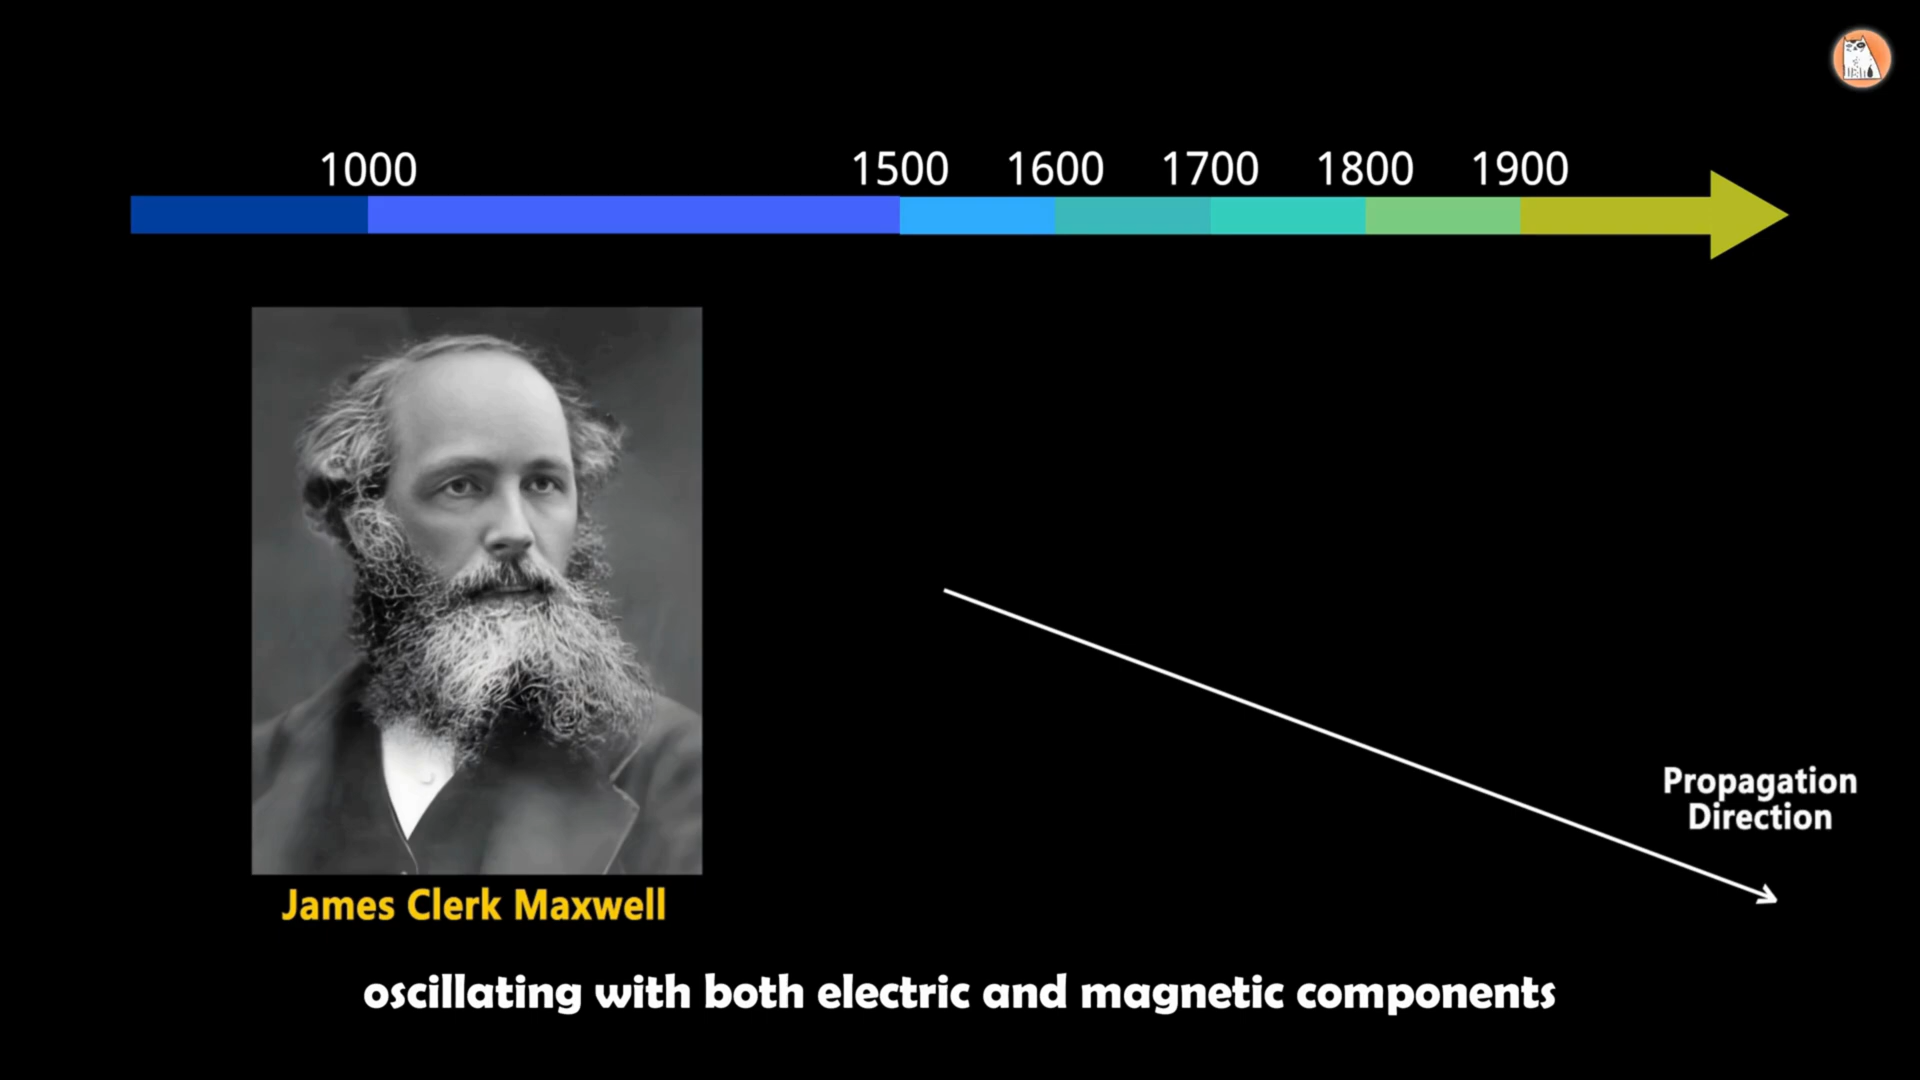 1000 1500 1600 1700 1800 1900
Propagation
Direction
James Clerk Maxwell
oscillating with both electric and magnetic components